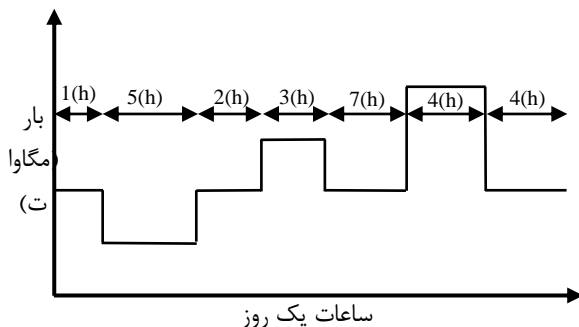 1(h) 5(h) 2(h) 3(h) 7(h) 4(h) 4(h)
بار
(مگاوا
ت)
ساعات یک روز